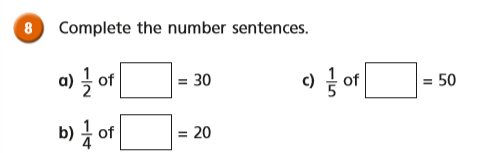 8 Complete the number sentences.
a) 1/2 of = 30
c) 1/5 of = 50
b) 1/4 of = 20